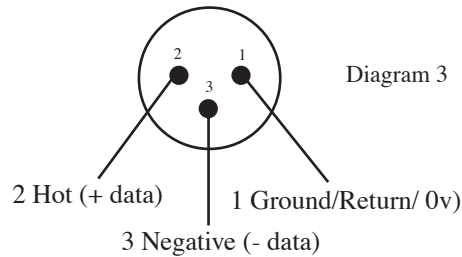 2
1
3
Diagram 3
2 Hot (+ data)
1 Ground/Return/ 0v)
3 Negative (- data)